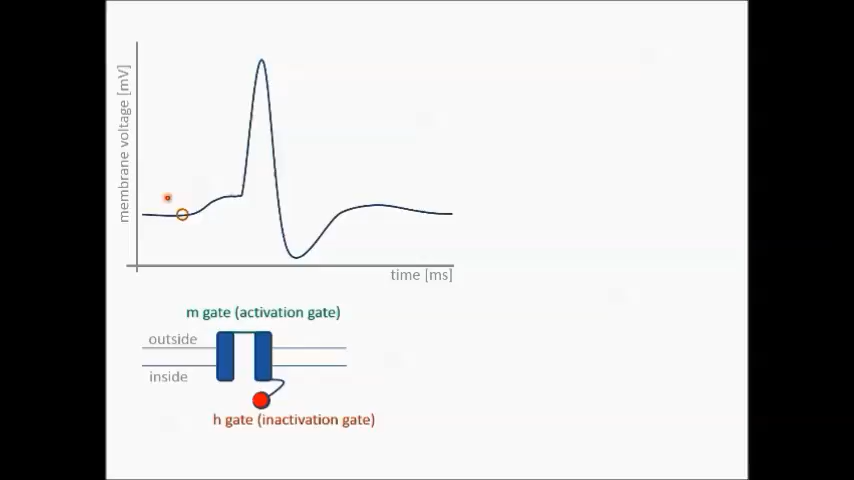 membrane voltage [mV]
time [ms]
m gate (activation gate)
outside
inside
h gate (inactivation gate)